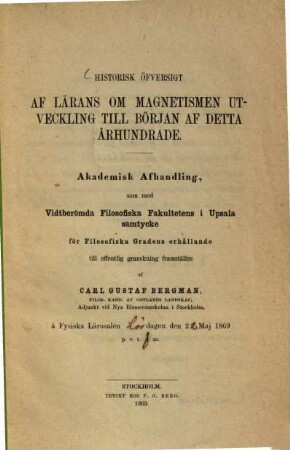 HISTORISK ÖFVERSIGT
AF LÄRANS OM MAGNETISMEN UT-
VECKLING TILL BÖRJAN AF DETTA
ÅRHUNDRADE.
Akademisk Afhandling,
som med
Vidtberömda Filosofiska Fakultetens i Upsala
samtycke
för Filosofiska Gradens erhållande
till offentlig granskning framställes
af
CARL GUSTAF BERGMAN,
FILOS. KAND. AF GOTLANDS LANDSKAP,
Adjunkt vid Nya Elementarskolan i Stockholm,
å Fysiska Lärosalen Lördagen den 22 Maj 1869
p. v. t. f. m.
STOCKHOLM.
TRYCKT HOS F. G. BERG.
1869.